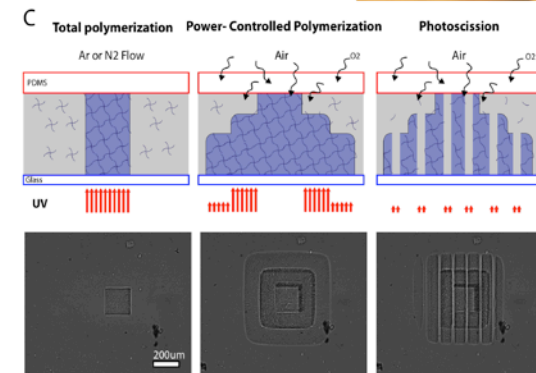 C
Total polymerization
Power- Controlled Polymerization
Photoscission
Ar or N2 Flow
Air
O2
Air
O2
PDMS
Glass
UV
200um